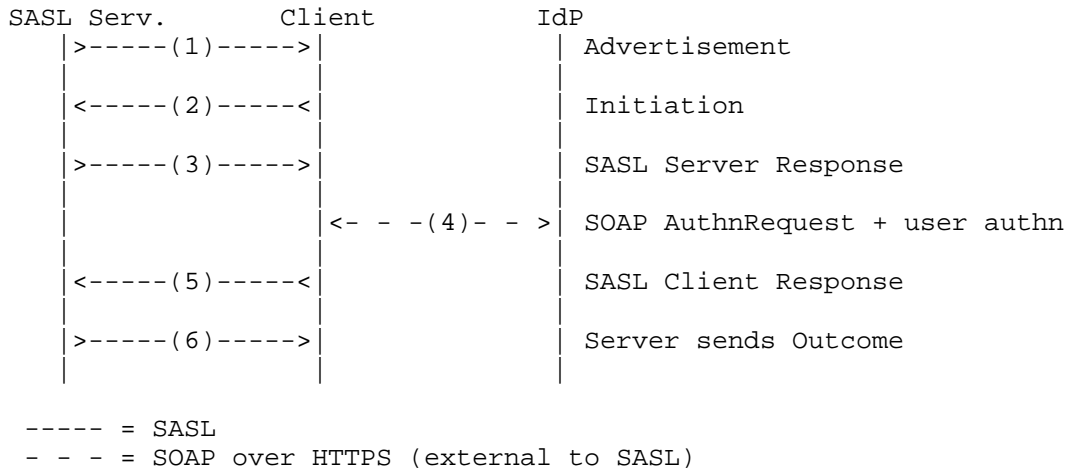 SASL Serv.       Client           IdP
    |>-----(1)----->|                | Advertisement
    |               |                |
    |<-----(2)-----<|                | Initiation
    |               |                |
    |>-----(3)----->|                | SASL Server Response
    |               |                |
    |               |<- - -(4)- - >| SOAP AuthnRequest + user authn
    |               |                |
    |<-----(5)-----<|                | SASL Client Response
    |               |                |
    |>-----(6)----->|                | Server sends Outcome
    |               |                |
----- = SASL
- - - = SOAP over HTTPS (external to SASL)